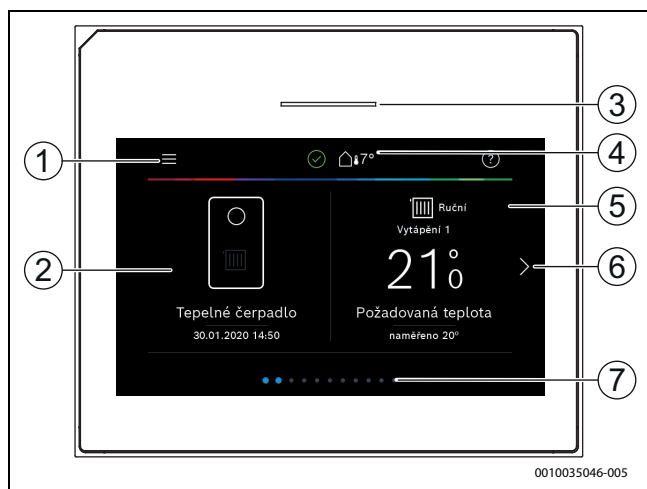 3
1
7°
?
4
Ruční
5
Vytápění 1
2
21°0
6
Tepelné čerpadlo
Požadovaná teplota
30.01.2020 14:50
naměřeno 20°
7
0010035046-005